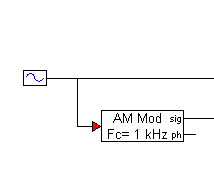 AM Mod sig
Fc= 1 kHz ph